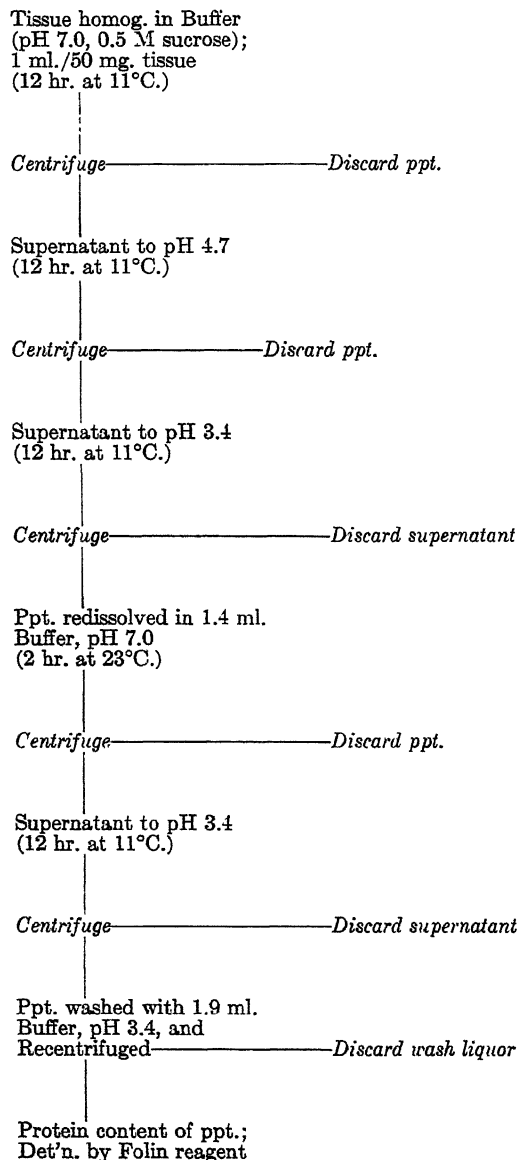 Tissue homog. in Buffer
(pH 7.0, 0.5 M sucrose);
1 ml./50 mg. tissue
(12 hr. at 11°C.)
Centrifuge Discard ppt.
Supernatant to pH 4.7
(12 hr. at 11°C.)
Centrifuge Discard ppt.
Supernatant to pH 3.4
(12 hr. at 11°C.)
Centrifuge Discard supernatant
Ppt. redissolved in 1.4 ml.
Buffer, pH 7.0
(2 hr. at 23°C.)
Centrifuge Discard ppt.
Supernatant to pH 3.4
(12 hr. at 11°C.)
Centrifuge Discard supernatant
Ppt. washed with 1.9 ml.
Buffer, pH 3.4, and
Recentrifuged Discard wash liquor
Protein content of ppt.;
Det'n. by Folin reagent